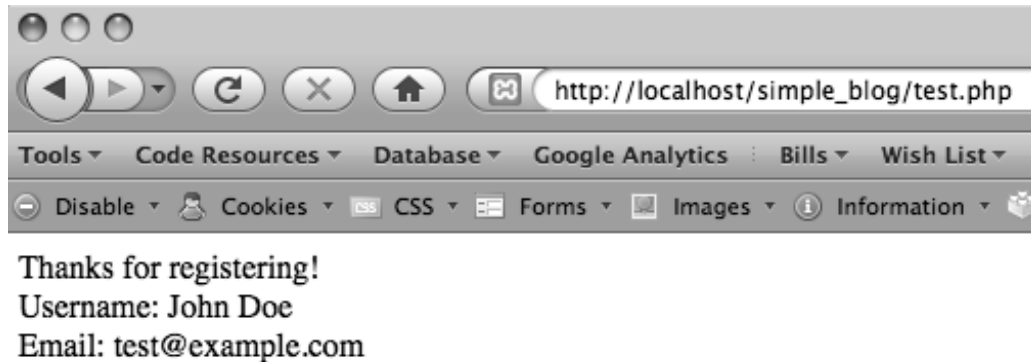 http://localhost/simple_blog/test.php
Tools Code Resources Database Google Analytics Bills Wish List
Disable Cookies CSS CSS Forms Images Information
Thanks for registering!
Username: John Doe
Email: test@example.com